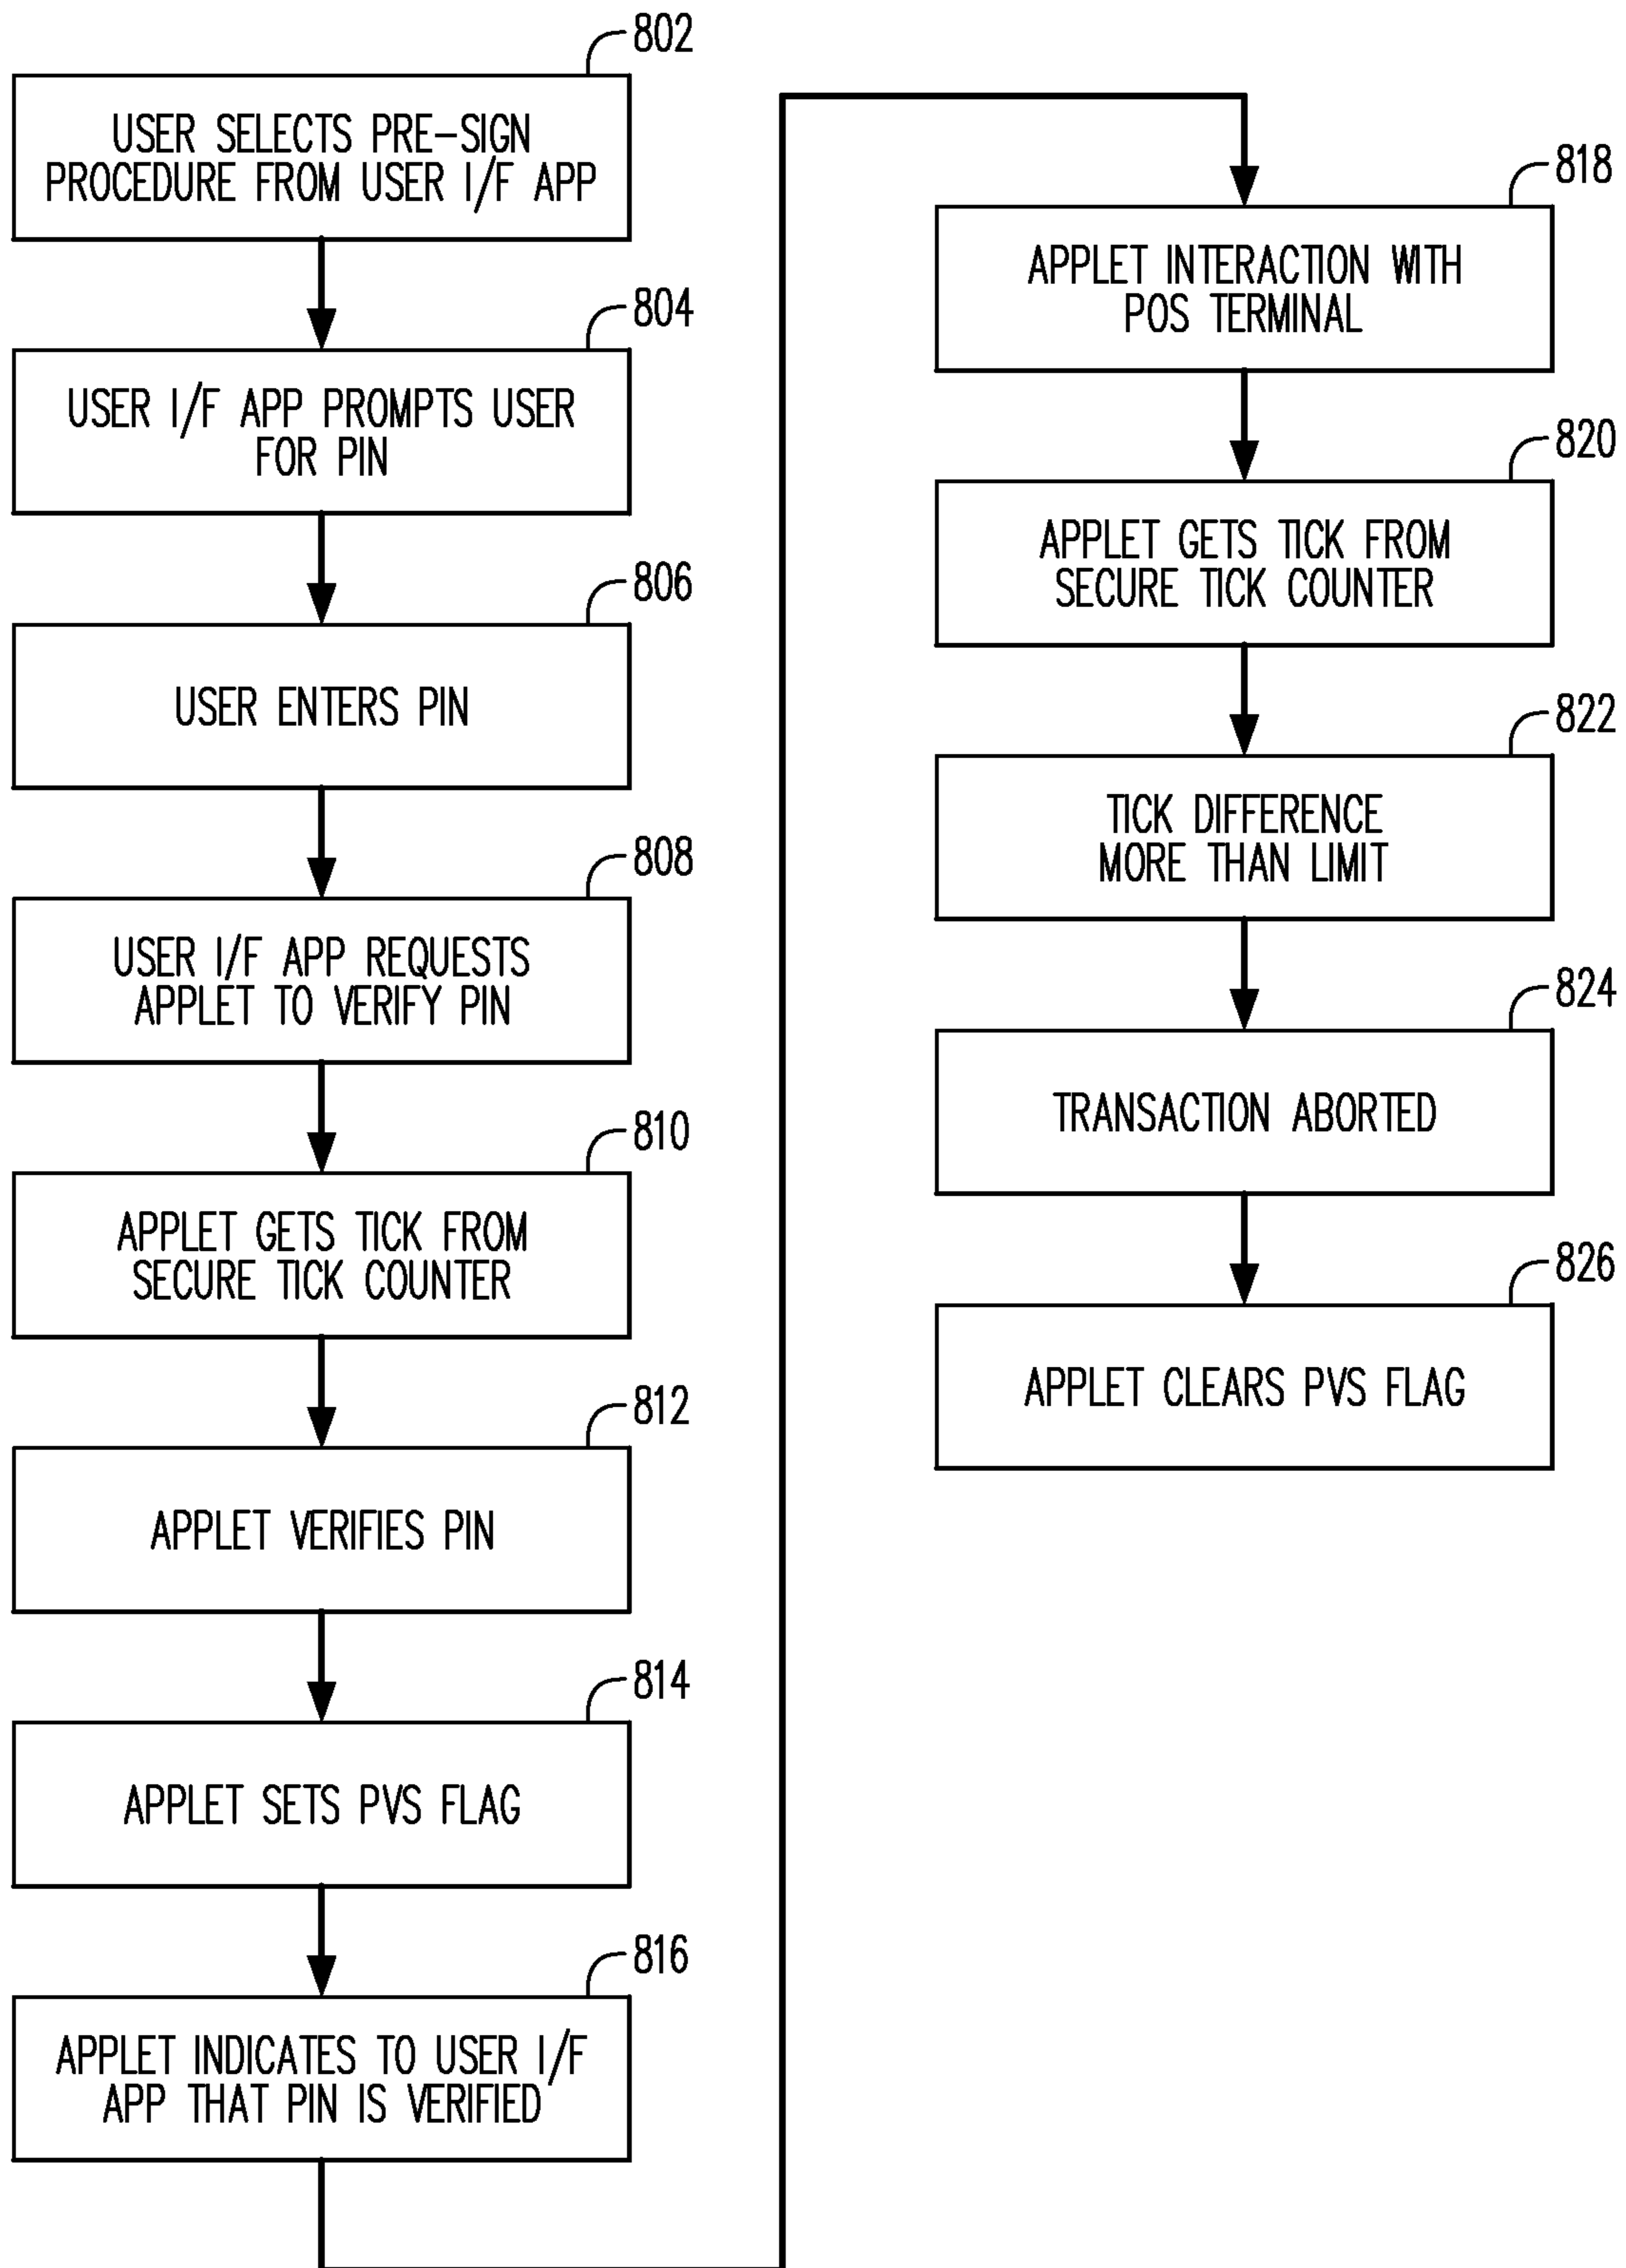 802
USER SELECTS PRE-SIGN
PROCEDURE FROM USER I/F APP
804
USER I/F APP PROMPTS USER
FOR PIN
806
USER ENTERS PIN
808
USER I/F APP REQUESTS
APPLET TO VERIFY PIN
810
APPLET GETS TICK FROM
SECURE TICK COUNTER
812
APPLET VERIFIES PIN
814
APPLET SETS PVS FLAG
816
APPLET INDICATES TO USER I/F
APP THAT PIN IS VERIFIED
818
APPLET INTERACTION WITH
POS TERMINAL
820
APPLET GETS TICK FROM
SECURE TICK COUNTER
822
TICK DIFFERENCE
MORE THAN LIMIT
824
TRANSACTION ABORTED
826
APPLET CLEARS PVS FLAG